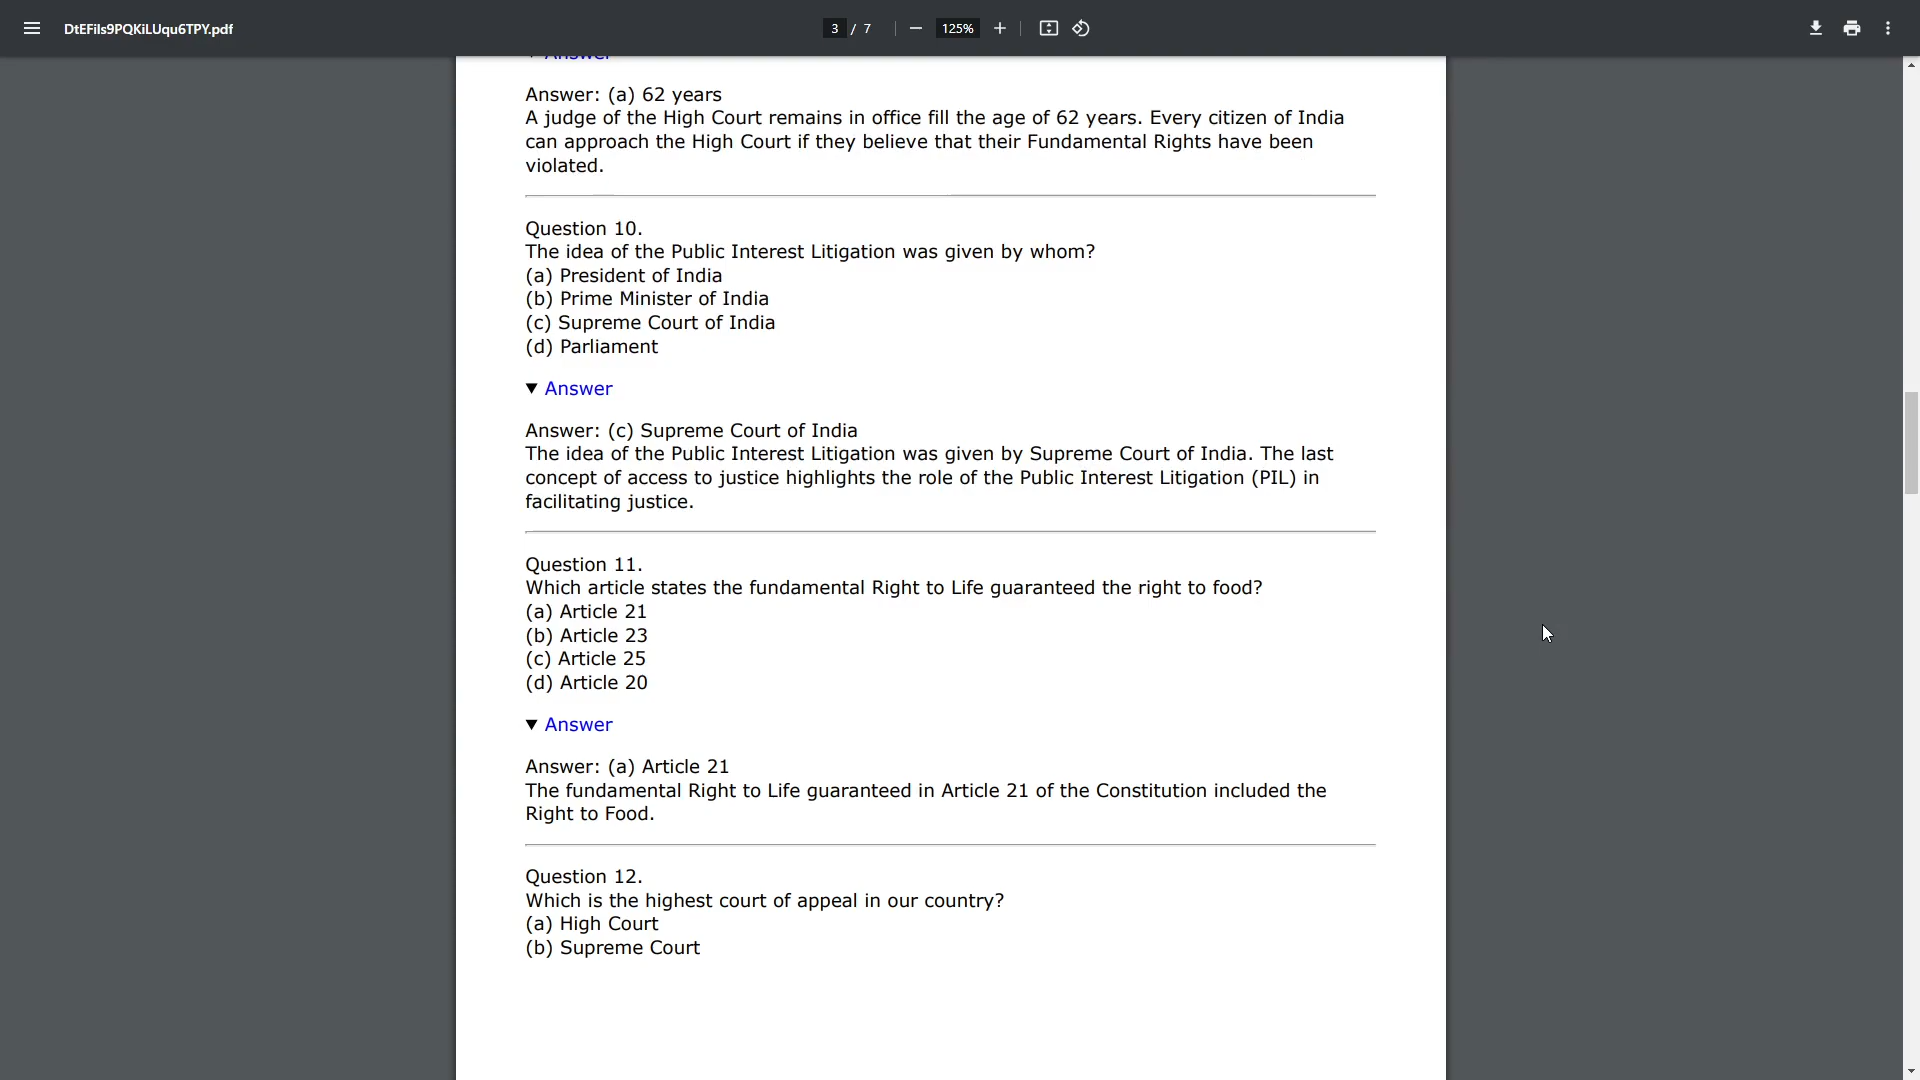 DtEFils9PQKiLUqu6TPY.pdf
3 / 7
125%
Answer
Answer: (a) 62 years
A judge of the High Court remains in office fill the age of 62 years. Every citizen of India
can approach the High Court if they believe that their Fundamental Rights have been
violated.
Question 10.
The idea of the Public Interest Litigation was given by whom?
(a) President of India
(b) Prime Minister of India
(c) Supreme Court of India
(d) Parliament
▼ Answer
Answer: (c) Supreme Court of India
The idea of the Public Interest Litigation was given by Supreme Court of India. The last
concept of access to justice highlights the role of the Public Interest Litigation (PIL) in
facilitating justice.
Question 11.
Which article states the fundamental Right to Life guaranteed the right to food?
(a) Article 21
(b) Article 23
(c) Article 25
(d) Article 20
▼ Answer
Answer: (a) Article 21
The fundamental Right to Life guaranteed in Article 21 of the Constitution included the
Right to Food.
Question 12.
Which is the highest court of appeal in our country?
(a) High Court
(b) Supreme Court